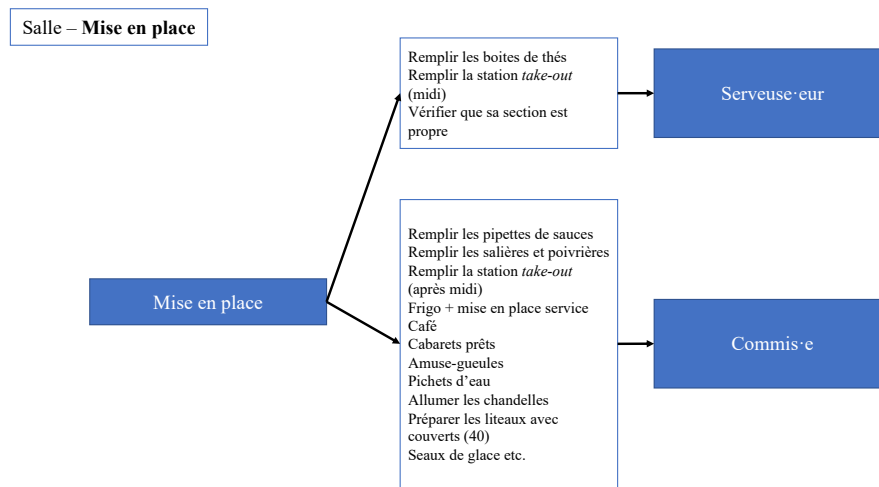 Salle – Mise en place
Remplir les boites de thés
Remplir la station take-out
(midi)
Vérifier que sa section est
propre
Serveuse·eur
Mise en place
Remplir les pipettes de sauces
Remplir les salières et poivrières
Remplir la station take-out
(après midi)
Frigo + mise en place service
Café
Cabarets prêts
Amuse-gueules
Pichets d’eau
Allumer les chandelles
Préparer les liteaux avec
couverts (40)
Seaux de glace etc.
Commis·e